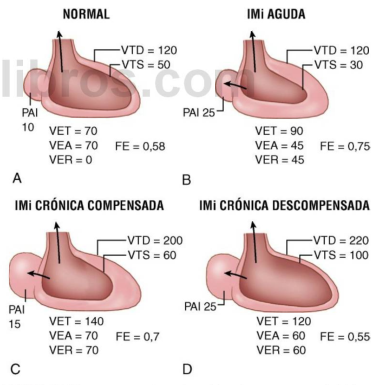 NORMAL
VTD = 120
VTS = 50
PAI
10
VET = 70
VEA = 70
VER = 0
FE = 0,58
A
IMi AGUDA
VTD = 120
VTS = 30
PAI 25
VET = 90
VEA = 45
VER = 45
FE = 0,75
B
libros.com
IMi CRÓNICA COMPENSADA
VTD = 200
VTS = 60
PAI
15
VET = 140
VEA = 70
VER = 70
FE = 0,7
C
IMi CRÓNICA DESCOMPENSADA
VTD = 220
VTS = 100
PAI 25
VET = 120
VEA = 60
VER = 60
FE = 0,55
D